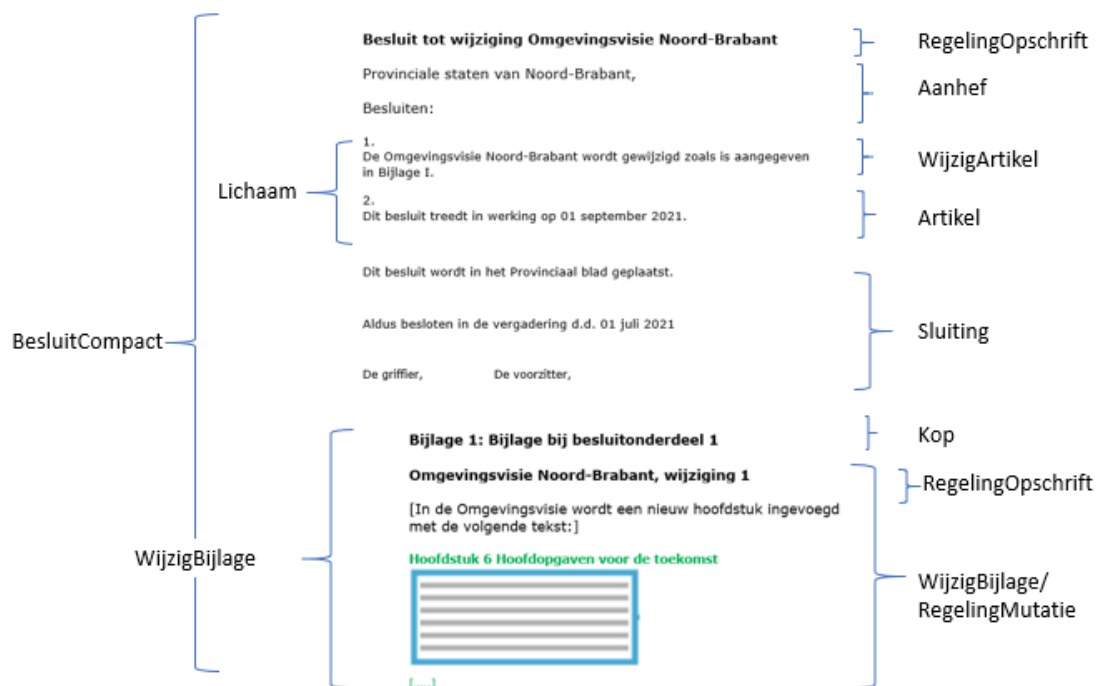 Besluit tot wijziging Omgevingsvisie Noord-Brabant
RegelingOpschrift
Provinciale staten van Noord-Brabant,
Aanhef
Besluiten:
1.
De Omgevingsvisie Noord-Brabant wordt gewijzigd zoals is aangegeven
in Bijlage I.
WijzigArtikel
Lichaam
2.
Dit besluit treedt in werking op 01 september 2021.
Artikel
Dit besluit wordt in het Provinciaal blad geplaatst.
Aldus besloten in de vergadering d.d. 01 juli 2021
Sluiting
BesluitCompact
De griffier, De voorzitter,
Bijlage 1: Bijlage bij besluitonderdeel 1
Kop
Omgevingsvisie Noord-Brabant, wijziging 1
RegelingOpschrift
[In de Omgevingsvisie wordt een nieuw hoofdstuk ingevoegd
met de volgende tekst:]
WijzigBijlage
Hoofdstuk 6 Hoofdopgaven voor de toekomst
WijzigBijlage/
RegelingMutatie
[....]